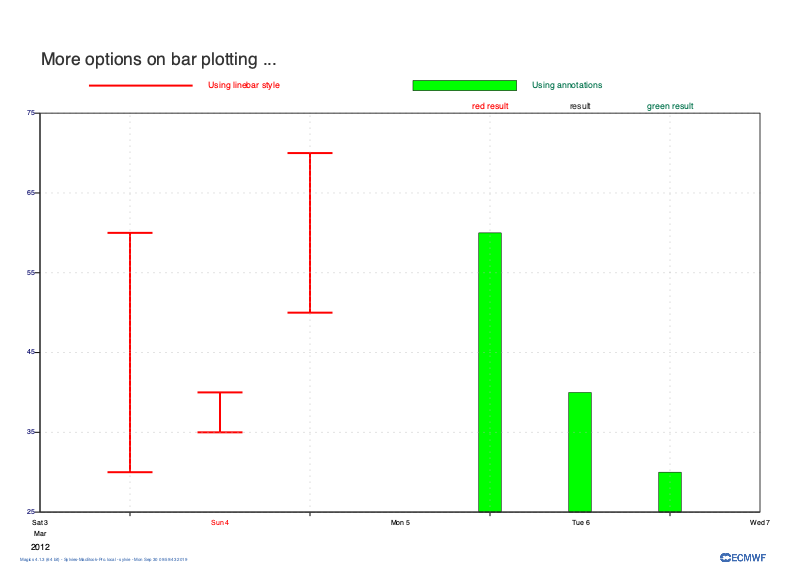 More options on bar plotting ...
Using linebar style
Using annotations
red result
result
green result
75
65
55
45
35
25
Sat 3
Sun 4
Mon 5
Tue 6
Wed 7
Mar
2012
ECMWF